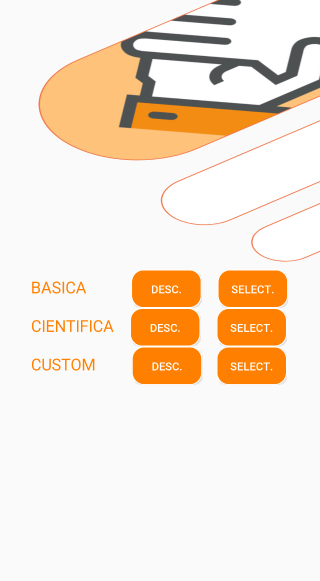 BASICA DESC. SELECT.
CIENTIFICA DESC. SELECT.
CUSTOM DESC. SELECT.